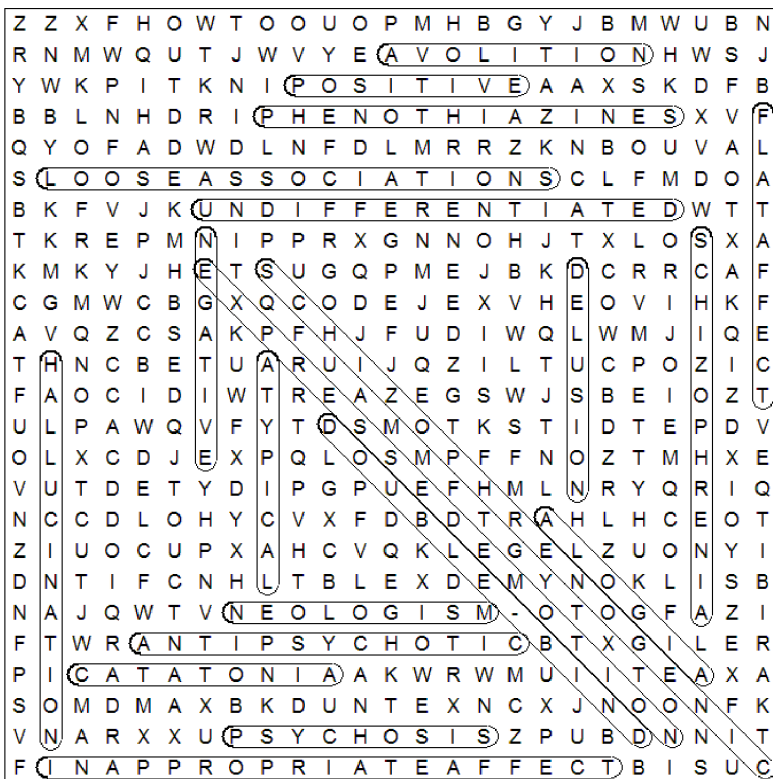 Z Z X F H O W T O O U O P M H B G Y J B M W U B N
R N M W Q U T J W V Y E A V O L I T I O N H W S J
Y W K P I T K N I P O S I T I V E A A X S K D F B
B B L N H D R I P H E N O T H I A Z I N E S X V F
Q Y O F A D W D L N F D L M R R Z K N B O U V A L
S L O O S E A S S O C I A T I O N S C L F M D O A
B K F V J K U N D I F F E R E N T I A T E D W T T
T K R E P M N I P P R X G N N O H J T X L O S X A
K M K Y J H E T S U G Q P M E J B K D C R R C A F
C G M W C B G X Q C O D E J E X V H E O V I H K F
A V Q Z C S A K P F H J F U D I W Q L W M J I Q E
T H N C B E T U A R U I J Q Z I L T U C P O Z I C
F A O C I D I W T R E A Z E G S W J S B E I O Z T
U L P A W Q V F Y T D S M O T K S T I D T E P D V
O L X C D J E X P Q L O S M P F F N O Z T M H X E
V U T D E T Y D I P G P U E F H M L N R Y Q R I Q
N C C D L O H Y C V X F D B D T R A H L H C E O T
Z I U O C U P X A H C V Q K L E G E L Z U O N Y I
D N T I F C N H L T B L E X D E M Y N O K L I S B
N A J Q W T V N E O L O G I S M - O T O G F A Z I
F T W R A N T I P S Y C H O T I C B T X G I L E R
P I C A T A T O N I A A K W R W M U I I T E A X A
S O M D M A X B K D U N T E X N C X J N O O N F K
V N A R X X U P S Y C H O S I S Z P U B D N N I T
F I N A P P R O P R I A T E A F F E C T B I S U C